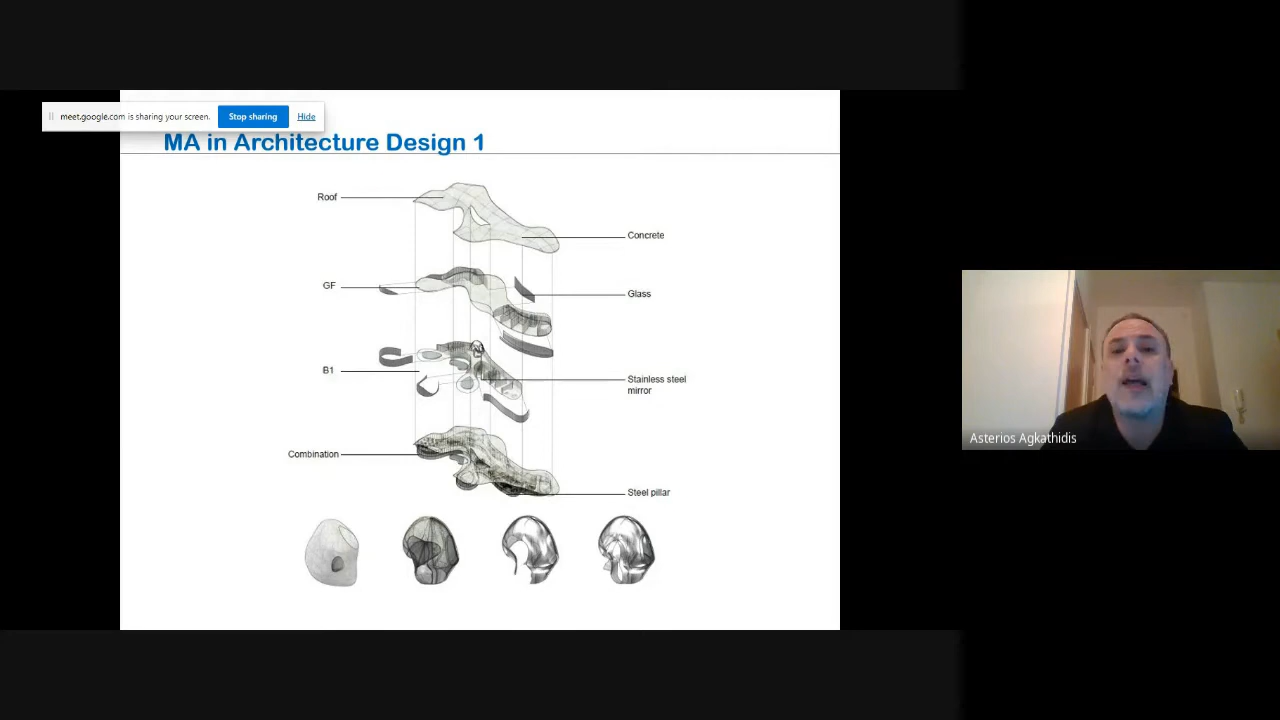 meet.google.com is sharing your screen.
Stop sharing
Hide
MA in Architecture Design 1
Roof
Concrete
GF
Glass
B1
Stainless steel
mirror
Combination
Steel pillar
Asterios Agkathidis